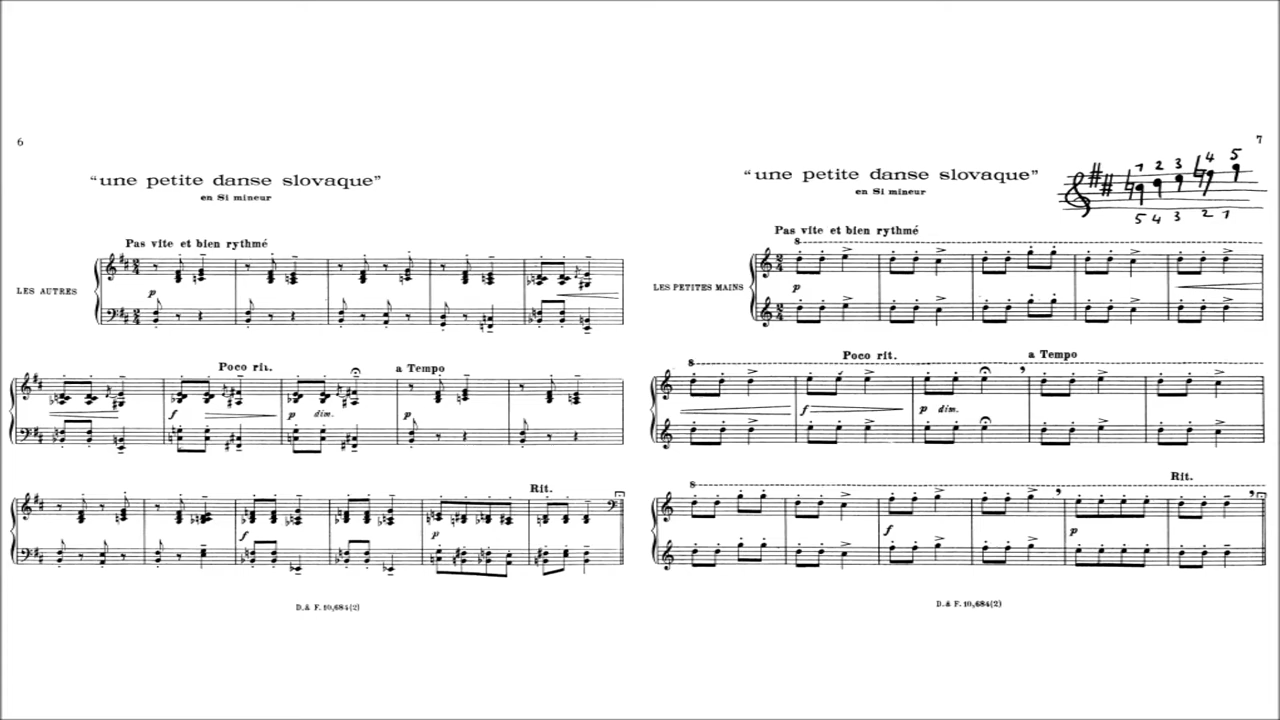 6
"une petite danse slovaque"
en Si mineur
Pas vite et bien rythmé
LES AUTRES
p
Poco rit.
a Tempo
f
p dim.
p
Rit.
f
p
D. & F. 10,684(2)
7
"une petite danse slovaque"
en Si mineur
1 2 3 4 5
5 4 3 2 1
Pas vite et bien rythmé
8
LES PETITES MAINS
p
Poco rit.
a Tempo
8
f
p dim.
Rit.
8
f
p
D. & F. 10,684(2)